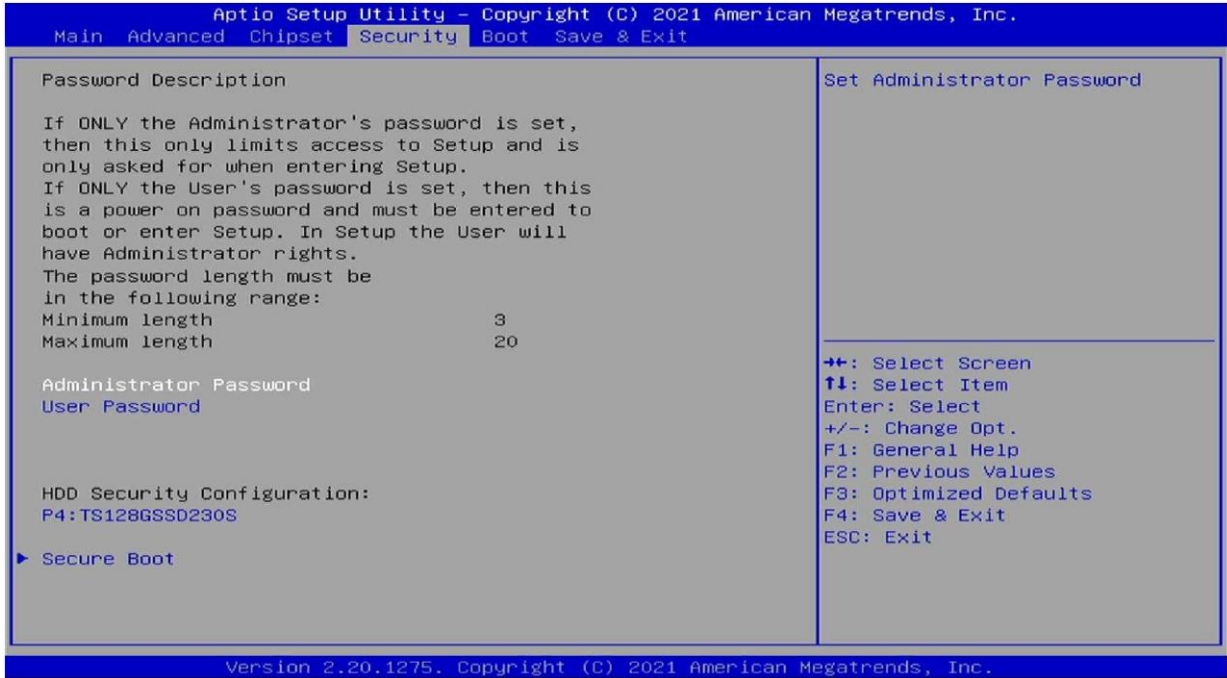 Aptio Setup Utility – Copyright (C) 2021 American Megatrends, Inc.
Main Advanced Chipset Security Boot Save & Exit
Password Description
If ONLY the Administrator's password is set,
then this only limits access to Setup and is
only asked for when entering Setup.
If ONLY the User's password is set, then this
is a power on password and must be entered to
boot or enter Setup. In Setup the User will
have Administrator rights.
The password length must be
in the following range:
Minimum length 3
Maximum length 20
Administrator Password
User Password
HDD Security Configuration:
P4:TS128GSSD230S
▶ Secure Boot
Set Administrator Password
→←: Select Screen
↑↓: Select Item
Enter: Select
+/-: Change Opt.
F1: General Help
F2: Previous Values
F3: Optimized Defaults
F4: Save & Exit
ESC: Exit
Version 2.20.1275. Copyright (C) 2021 American Megatrends, Inc.